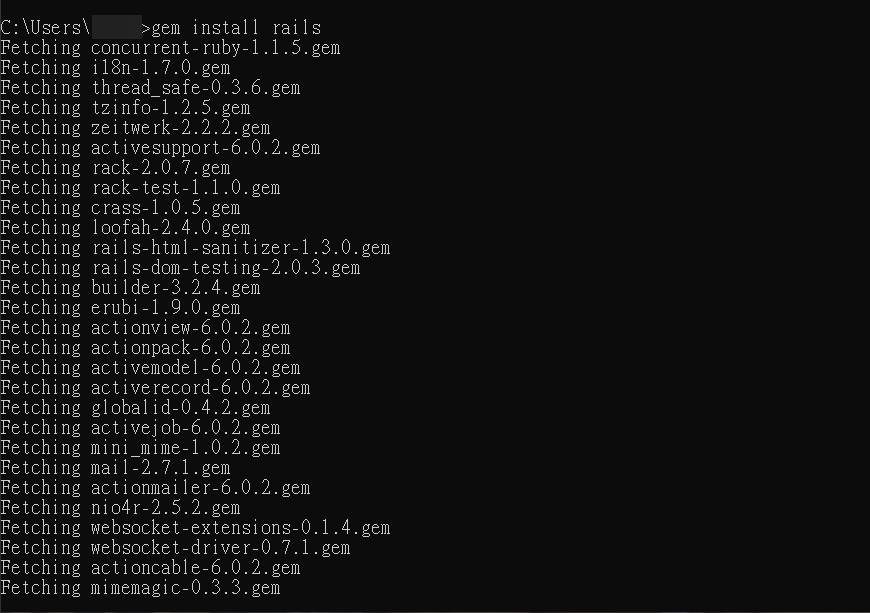 C:\Users\ >gem install rails
Fetching concurrent-ruby-1.1.5.gem
Fetching i18n-1.7.0.gem
Fetching thread_safe-0.3.6.gem
Fetching tzinfo-1.2.5.gem
Fetching zeitwerk-2.2.2.gem
Fetching activesupport-6.0.2.gem
Fetching rack-2.0.7.gem
Fetching rack-test-1.1.0.gem
Fetching crass-1.0.5.gem
Fetching loofah-2.4.0.gem
Fetching rails-html-sanitizer-1.3.0.gem
Fetching rails-dom-testing-2.0.3.gem
Fetching builder-3.2.4.gem
Fetching erubi-1.9.0.gem
Fetching actionview-6.0.2.gem
Fetching actionpack-6.0.2.gem
Fetching activemodel-6.0.2.gem
Fetching activerecord-6.0.2.gem
Fetching globalid-0.4.2.gem
Fetching activejob-6.0.2.gem
Fetching mini_mime-1.0.2.gem
Fetching mail-2.7.1.gem
Fetching actionmailer-6.0.2.gem
Fetching nio4r-2.5.2.gem
Fetching websocket-extensions-0.1.4.gem
Fetching websocket-driver-0.7.1.gem
Fetching actioncable-6.0.2.gem
Fetching mimemagic-0.3.3.gem